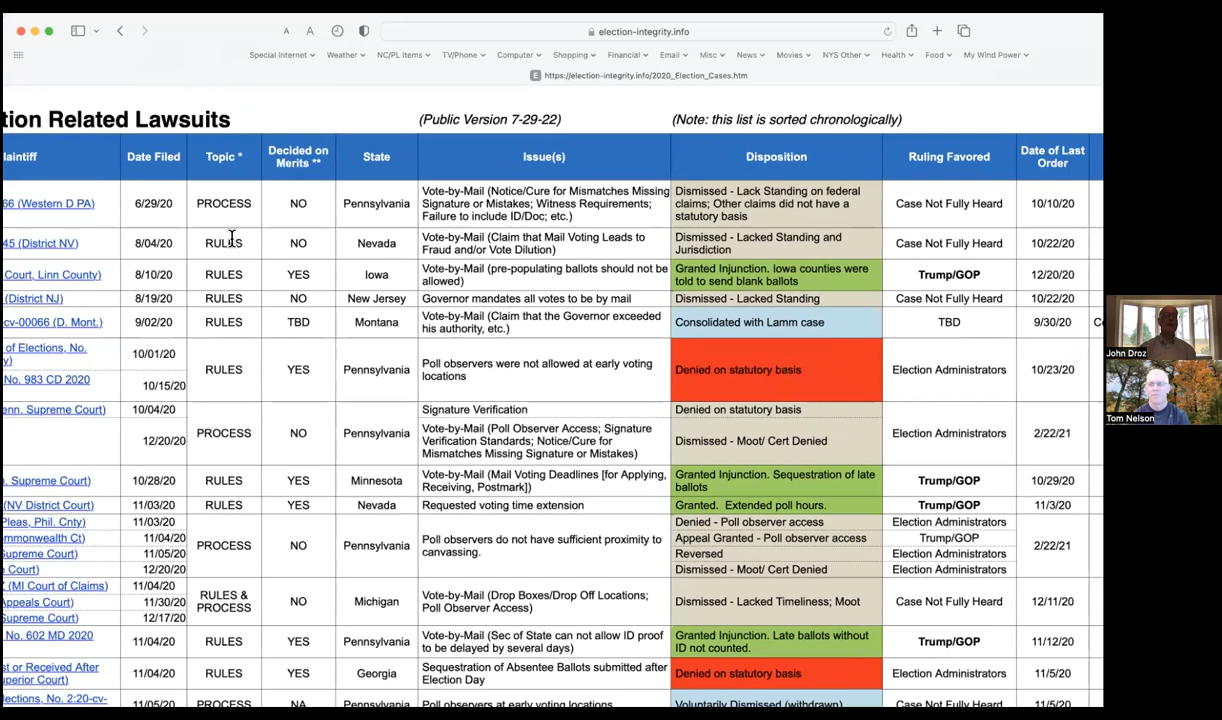 A A election-integrity.info
Special Internet Weather NC/PL Items TV/Phone Computer Shopping Financial Email Misc News Movies NYS Other Health Food My Wind Power
E https://election-integrity.info/2020_Election_Cases.htm
tion Related Lawsuits (Public Version 7-29-22) (Note: this list is sorted chronologically)
laintiff Date Filed Topic * Decided on Merits ** State Issue(s) Disposition Ruling Favored Date of Last Order
66 (Western D PA) 6/29/20 PROCESS NO Pennsylvania Vote-by-Mail (Notice/Cure for Mismatches Missing Signature or Mistakes; Witness Requirements; Failure to include ID/Doc; etc.) Dismissed - Lack Standing on federal claims; Other claims did not have a statutory basis Case Not Fully Heard 10/10/20
45 (District NV) 8/04/20 RULES NO Nevada Vote-by-Mail (Claim that Mail Voting Leads to Fraud and/or Vote Dilution) Dismissed - Lacked Standing and Jurisdiction Case Not Fully Heard 10/22/20
Court, Linn County) 8/10/20 RULES YES Iowa Vote-by-Mail (pre-populating ballots should not be allowed) Granted Injunction. Iowa counties were told to send blank ballots Trump/GOP 12/20/20
(District NJ) 8/19/20 RULES NO New Jersey Governor mandates all votes to be by mail Dismissed - Lacked Standing Case Not Fully Heard 10/22/20
cv-00066 (D. Mont.) 9/02/20 RULES TBD Montana Vote-by-Mail (Claim that the Governor exceeded his authority, etc.) Consolidated with Lamm case TBD 9/30/20
of Elections, No. 10/01/20
No. 983 CD 2020 10/15/20 RULES YES Pennsylvania Poll observers were not allowed at early voting locations Denied on statutory basis Election Administrators 10/23/20
enn. Supreme Court) 10/04/20 Signature Verification Denied on statutory basis
12/20/20 PROCESS NO Pennsylvania Vote-by-Mail (Poll Observer Access; Signature Verification Standards; Notice/Cure for Mismatches Missing Signature or Mistakes) Dismissed - Moot/ Cert Denied Election Administrators 2/22/21
n. Supreme Court) 10/28/20 RULES YES Minnesota Vote-by-Mail (Mail Voting Deadlines [for Applying, Receiving, Postmark]) Granted Injunction. Sequestration of late ballots Trump/GOP 10/29/20
(NV District Court) 11/03/20 RULES YES Nevada Requested voting time extension Granted. Extended poll hours. Trump/GOP 11/3/20
Pleas, Phil. Cnty) 11/03/20 Denied - Poll observer access Election Administrators
ommonwealth Ct) 11/04/20 PROCESS NO Pennsylvania Poll observers do not have sufficient proximity to canvassing. Appeal Granted - Poll observer access Trump/GOP 2/22/21
Supreme Court) 11/05/20 Reversed Election Administrators
e Court) 12/20/20 Dismissed - Moot/ Cert Denied Election Administrators
(MI Court of Claims) 11/04/20
Appeals Court) 11/30/20 RULES & PROCESS NO Michigan Vote-by-Mail (Drop Boxes/Drop Off Locations; Poll Observer Access) Dismissed - Lacked Timeliness; Moot Case Not Fully Heard 12/11/20
Supreme Court) 12/17/20
No. 602 MD 2020 11/04/20 RULES YES Pennsylvania Vote-by-Mail (Sec of State can not allow ID proof to be delayed by several days) Granted Injunction. Late ballots without ID not counted. Trump/GOP 11/12/20
st or Received After
uperior Court) 11/04/20 RULES YES Georgia Sequestration of Absentee Ballots submitted after Election Day Denied on statutory basis Election Administrators 11/5/20
lections, No. 2:20-cv- 11/05/20 PROCESS NA Pennsylvania Poll observers at early voting locations Voluntarily Dismissed (withdrawn) Election Administrators 11/5/20
John Droz
Tom Nelson